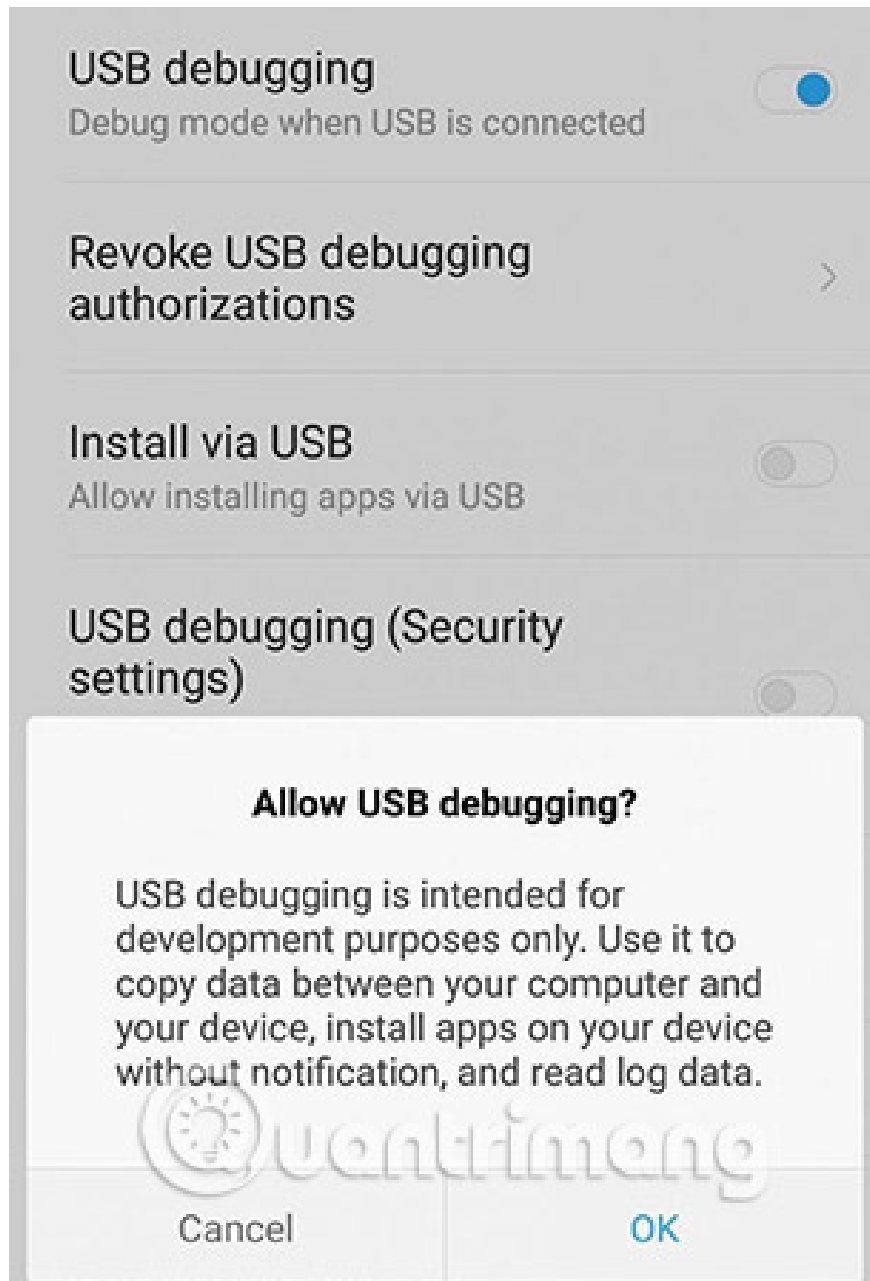 USB debugging
Debug mode when USB is connected
Revoke USB debugging
authorizations
Install via USB
Allow installing apps via USB
USB debugging (Security
settings)
Allow USB debugging?
USB debugging is intended for
development purposes only. Use it to
copy data between your computer and
your device, install apps on your device
without notification, and read log data.
Quantrimang
Cancel
OK